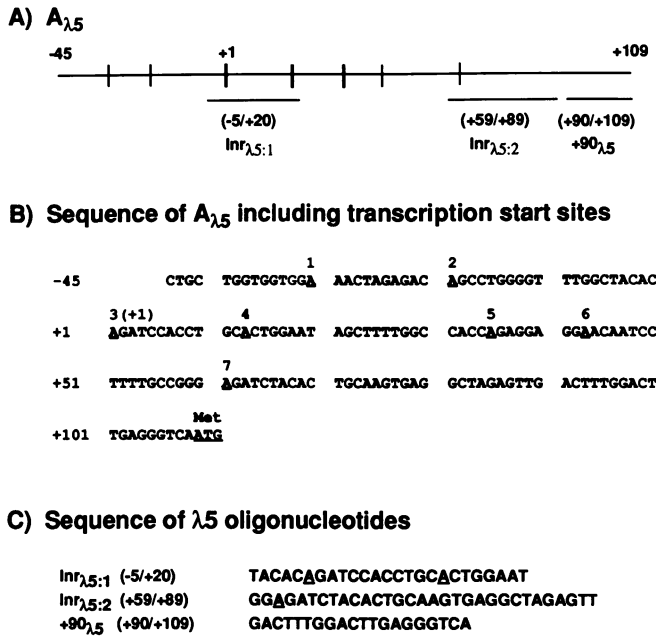 A) Aλ5
-45 +1 +109
(-5/+20) (+59/+89) (+90/+109)
Inrλ5:1 Inrλ5:2 +90λ5
B) Sequence of Aλ5 including transcription start sites
1 2
-45 CTGC TGGTGGTGGA AACTAGAGAC AGCCTGGGGT TTGGCTACAC
3(+1) 4 5 6
+1 AGATCCACCT GCACTGGAAT AGCTTTTGGC CACCAGAGGA GGAACAATCC
7
+51 TTTTGCCGGG AGATCTACAC TGCAAGTGAG GCTAGAGTTG ACTTTGGACT
Met
+101 TGAGGGTCAATG
C) Sequence of λ5 oligonucleotides
Inrλ5:1 (-5/+20) TACACAGATCCACCTGCACTGGAAT
Inrλ5:2 (+59/+89) GGAGATCTACACTGCAAGTGAGGCTAGAGTT
+90λ5 (+90/+109) GACTTTGGACTTGAGGGTCA